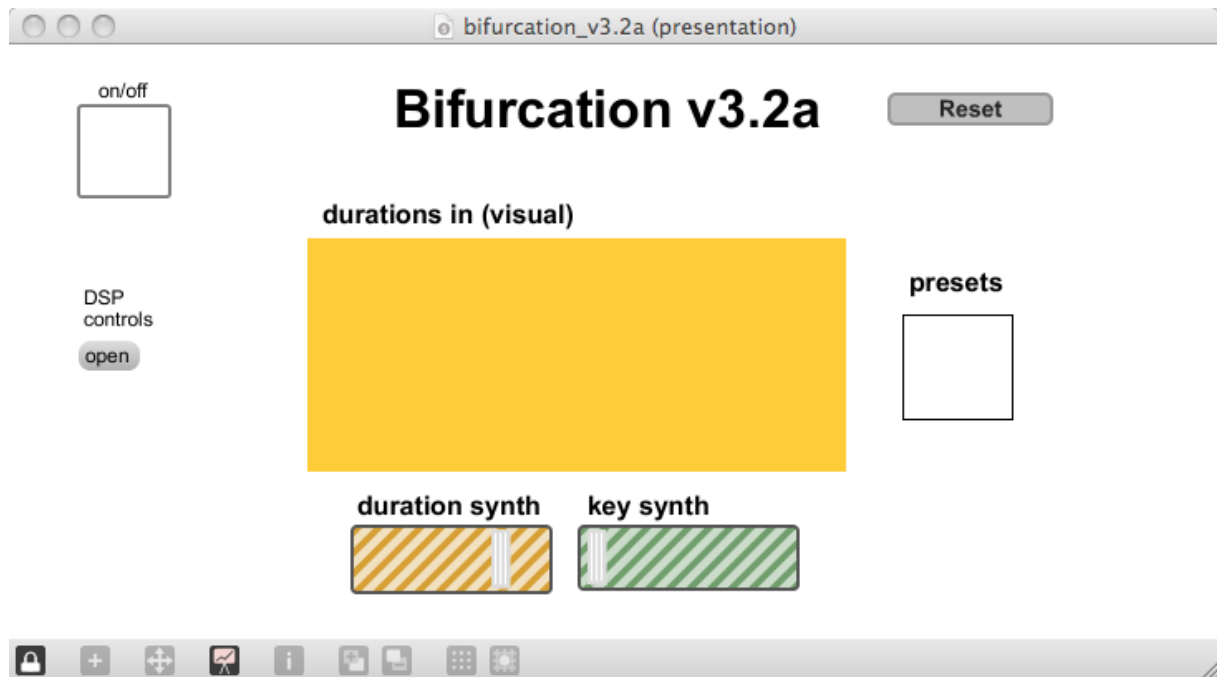 bifurcation_v3.2a (presentation)
on/off
Bifurcation v3.2a
Reset
durations in (visual)
DSP
controls
open
presets
duration synth
key synth